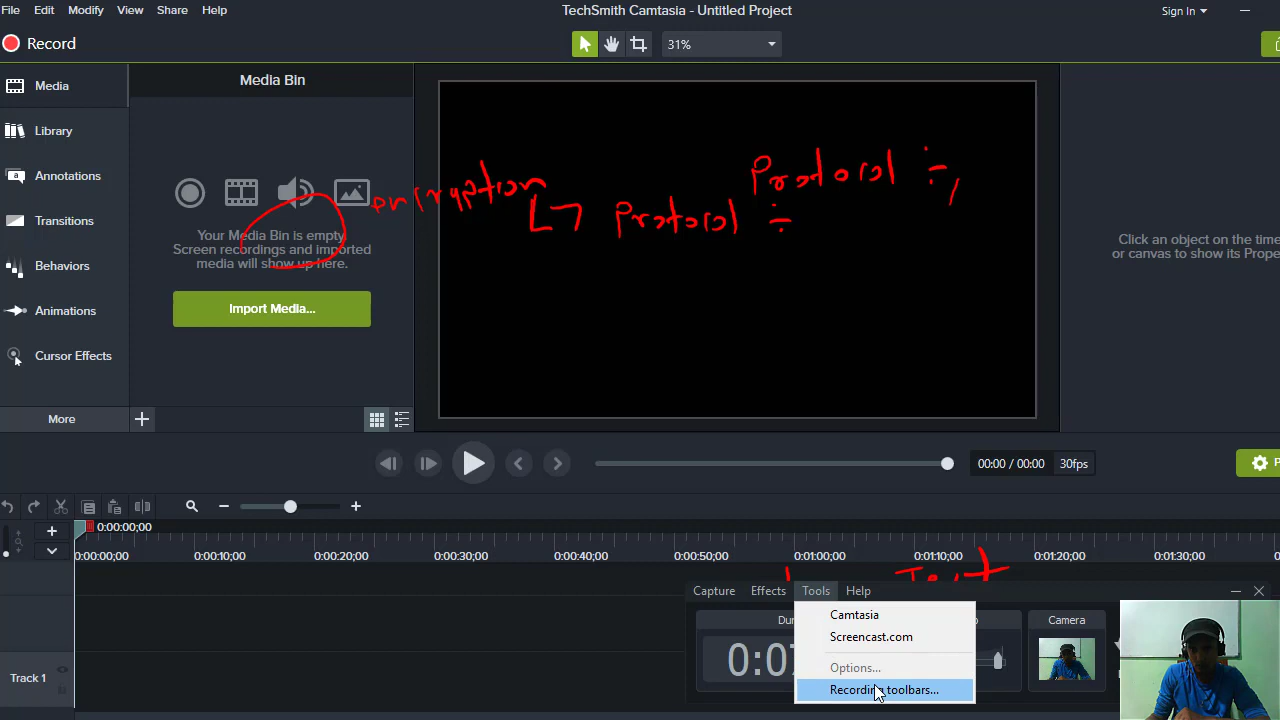 File Edit Modify View Share Help
TechSmith Camtasia - Untitled Project
Sign In
Record
31%
Media
Library
Annotations
Transitions
Behaviors
Animations
Cursor Effects
More
Media Bin
Your Media Bin is empty.
Screen recordings and imported
media will show up here.
Import Media...
encryption
Protocol ÷,
Protocol ÷
Click an object on the time
or canvas to show its Prope
00:00 / 00:00 30fps
P
0:00:00;00
0:00:00;00 0:00:10;00 0:00:20;00 0:00:30;00 0:00:40;00 0:00:50;00 0:01:00;00 0:01:10;00 0:01:20;00 0:01:30;00 0:
Track 1
Capture Effects Tools Help
Camtasia
Screencast.com
Options...
Recording toolbars...
Du
0:07
Camera